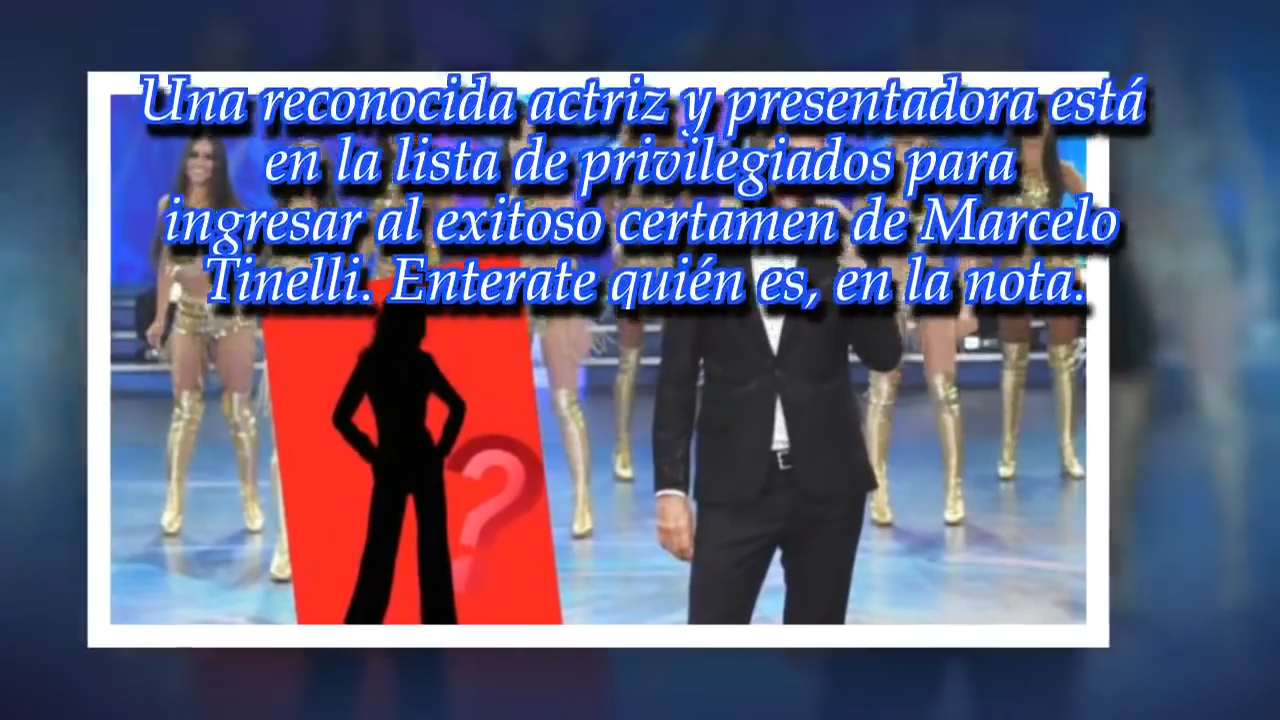 Una reconocida actriz y presentadora está
en la lista de privilegiados para
ingresar al exitoso certamen de Marcelo
Tinelli. Enterate quién es, en la nota.
?